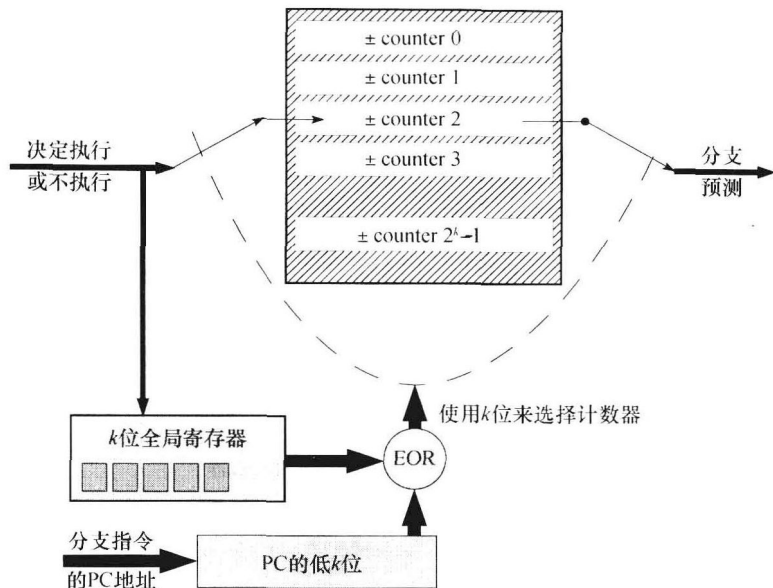 ± counter 0
± counter 1
± counter 2
± counter 3
± counter 2ᵏ−1
决定执行
或不执行
分支
预测
使用k位来选择计数器
k位全局寄存器
EOR
分支指令
的PC地址
PC的低k位